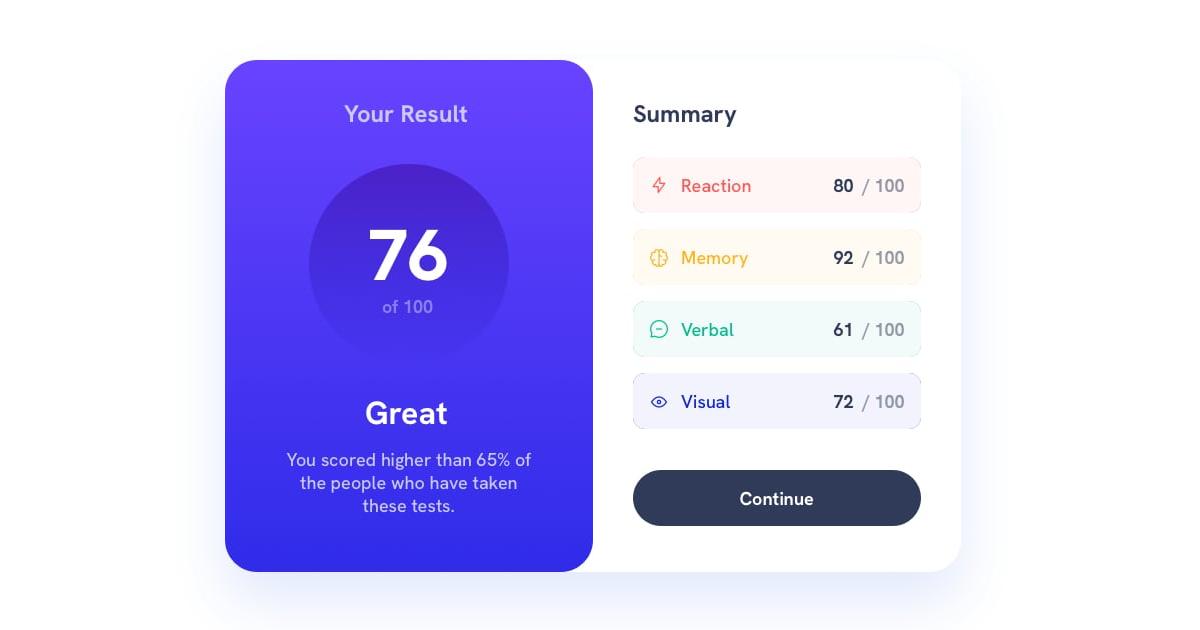 Your Result
76
of 100
Great
You scored higher than 65% of
the people who have taken
these tests.
Summary
Reaction 80 / 100
Memory 92 / 100
Verbal 61 / 100
Visual 72 / 100
Continue